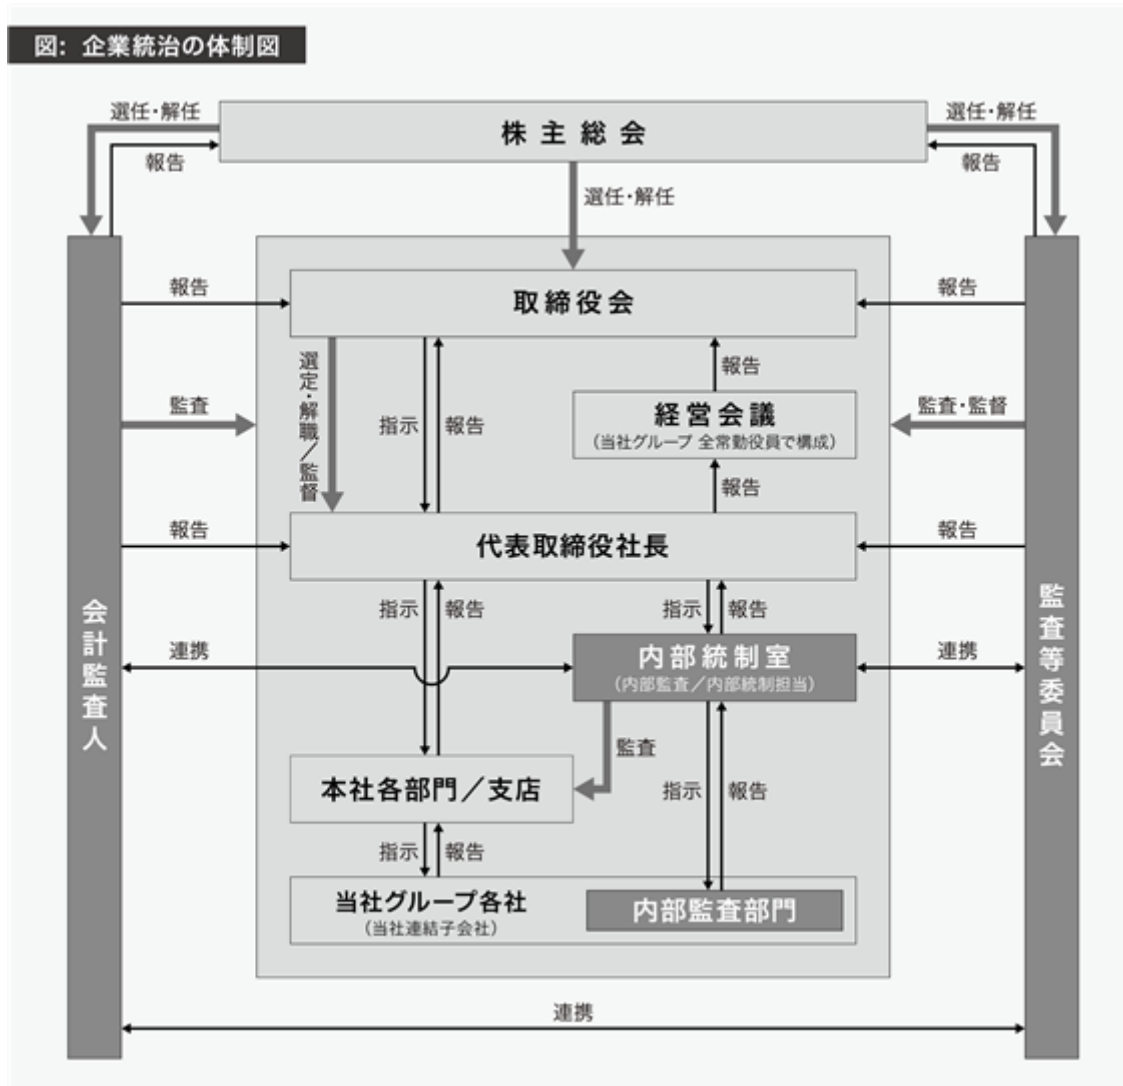 図: 企業統治の体制図
選任・解任
株主総会
選任・解任
報告
報告
選任・解任
報告
取締役会
報告
選定・解職／監督
指示
報告
報告
監査
経営会議
（当社グループ 全常勤役員で構成）
監査・監督
報告
報告
代表取締役社長
報告
指示
報告
指示
報告
会計監査人
監査等委員会
連携
内部統制室
（内部監査／内部統制担当）
連携
監査
本社各部門／支店
指示
報告
指示
報告
当社グループ各社
（当社連結子会社）
内部監査部門
連携